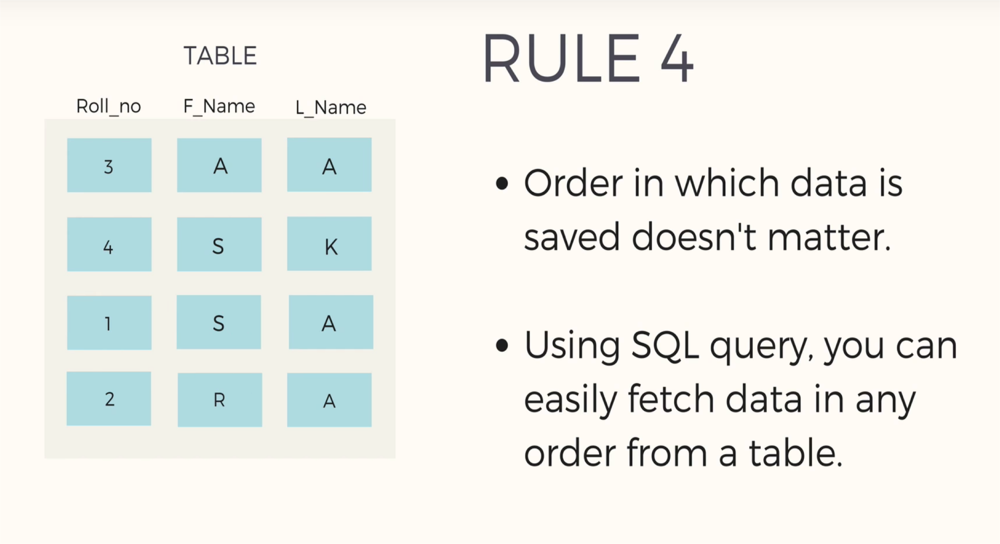 TABLE
Roll_no F_Name L_Name
3 A A
4 S K
1 S A
2 R A
RULE 4
• Order in which data is
saved doesn't matter.
• Using SQL query, you can
easily fetch data in any
order from a table.